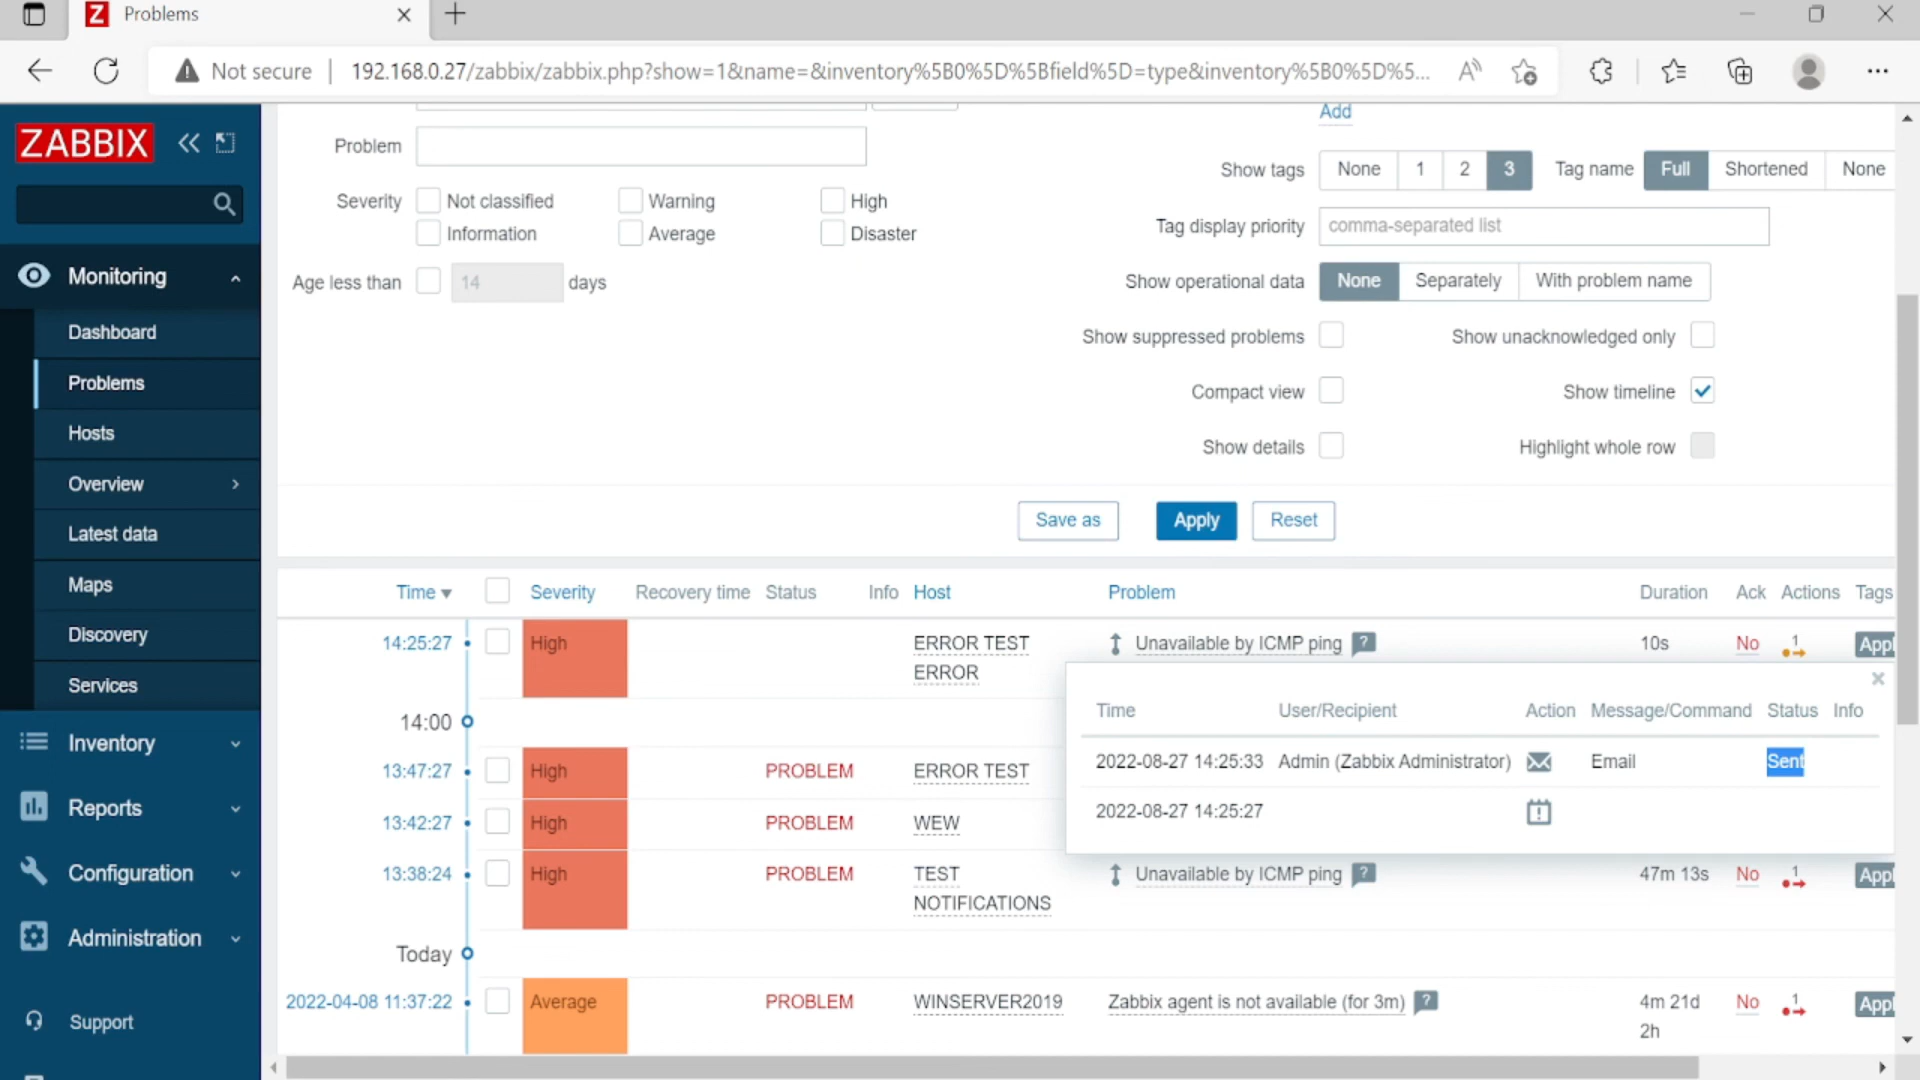 Problems
Not secure
192.168.0.27/zabbix/zabbix.php?show=1&name=&inventory%5B0%5D%5Bfield%5D=type&inventory%5B0%5D%5...
ZABBIX
Monitoring
Dashboard
Problems
Hosts
Overview
Latest data
Maps
Discovery
Services
Inventory
Reports
Configuration
Administration
Support
Add
Problem
Show tags None 1 2 3 Tag name Full Shortened None
Severity Not classified Warning High
Information Average Disaster
Tag display priority comma-separated list
Age less than 14 days
Show operational data None Separately With problem name
Show suppressed problems Show unacknowledged only
Compact view Show timeline
Show details Highlight whole row
Save as Apply Reset
Time Severity Recovery time Status Info Host Problem Duration Ack Actions Tags
14:25:27 High ERROR TEST Unavailable by ICMP ping ? 10s No 1 Appl
ERROR
14:00
13:47:27 High PROBLEM ERROR TEST
13:42:27 High PROBLEM WEW
Time User/Recipient Action Message/Command Status Info
2022-08-27 14:25:33 Admin (Zabbix Administrator) Email Sent
2022-08-27 14:25:27
13:38:24 High PROBLEM TEST Unavailable by ICMP ping ? 47m 13s No 1 Appl
NOTIFICATIONS
Today
2022-04-08 11:37:22 Average PROBLEM WINSERVER2019 Zabbix agent is not available (for 3m) ? 4m 21d No 1 Appl
2h